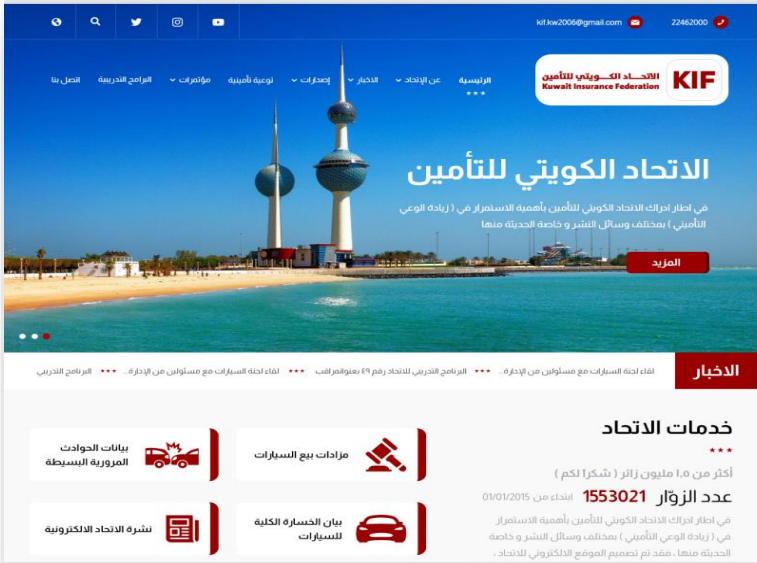 22462000
kif.kw2006@gmail.com
KIF
الاتحـــاد الكـــويتي للتأمين
Kuwait Insurance Federation
الرئيسية
عن الإتحاد
الاخبار
إصدارات
توعية تأمينية
مؤتمرات
البرامج التدريبية
اتصل بنا
الاتحاد الكويتي للتأمين
في اطار ادراك الاتحاد الكويتي للتأمين بأهمية الاستمرار في ( زيادة الوعي
التأميني ) بمختلف وسائل النشر و خاصة الحديثة منها
المزيد
الاخبار
لقاء لجنة السيارات مع مسئولين من الإدارة..
البرنامج التدريبي للاتحاد رقم ٤٩ بعنوانمراقب
لقاء لجنة السيارات مع مسئولين من الإدارة..
البرنامج التدريبي
خدمات الاتحاد
أكثر من ١.٥ مليون زائر ( شكراً لكم )
عدد الزوّار 1553021 ابتداء من 01/01/2015
في اطار ادراك الاتحاد الكويتي للتأمين بأهمية الاستمرار
في ( زيادة الوعي التأميني ) بمختلف وسائل النشر و خاصة
الحديثة منها ، فقد تم تصميم الموقع الالكتروني للاتحاد ،
مزادات بيع السيارات
بيانات الحوادث
المرورية البسيطة
بيان الخسارة الكلية
للسيارات
نشرة الاتحاد الالكترونية